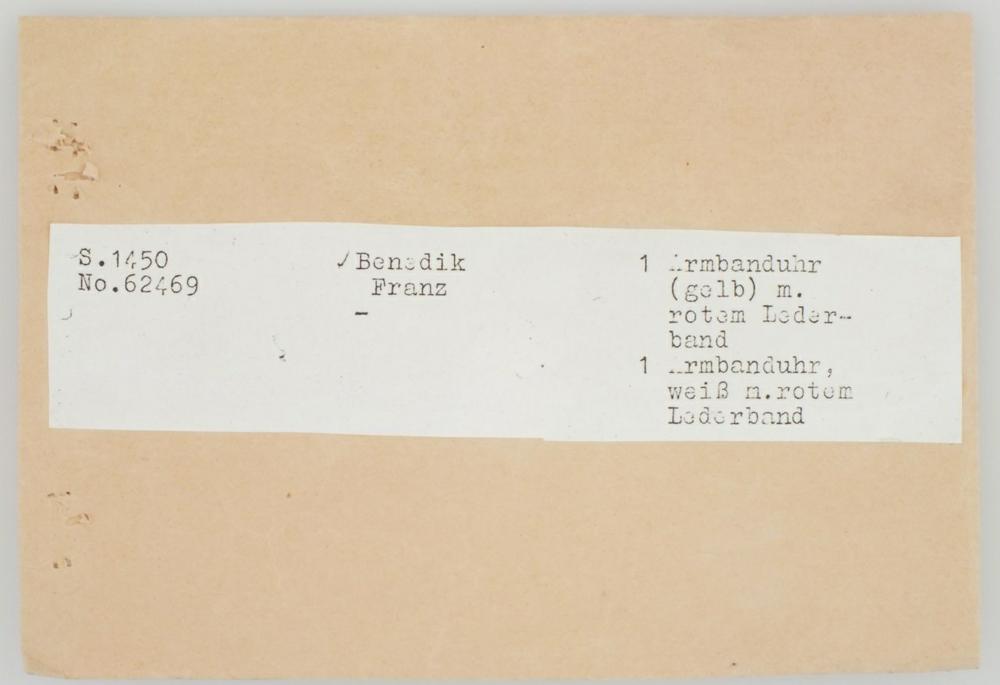 S.1450
No.62469
✓Benedik
Franz
-
1 Armbanduhr
(gelb) m.
rotem Leder-
band
1 Armbanduhr,
weiß m.rotem
Lederband